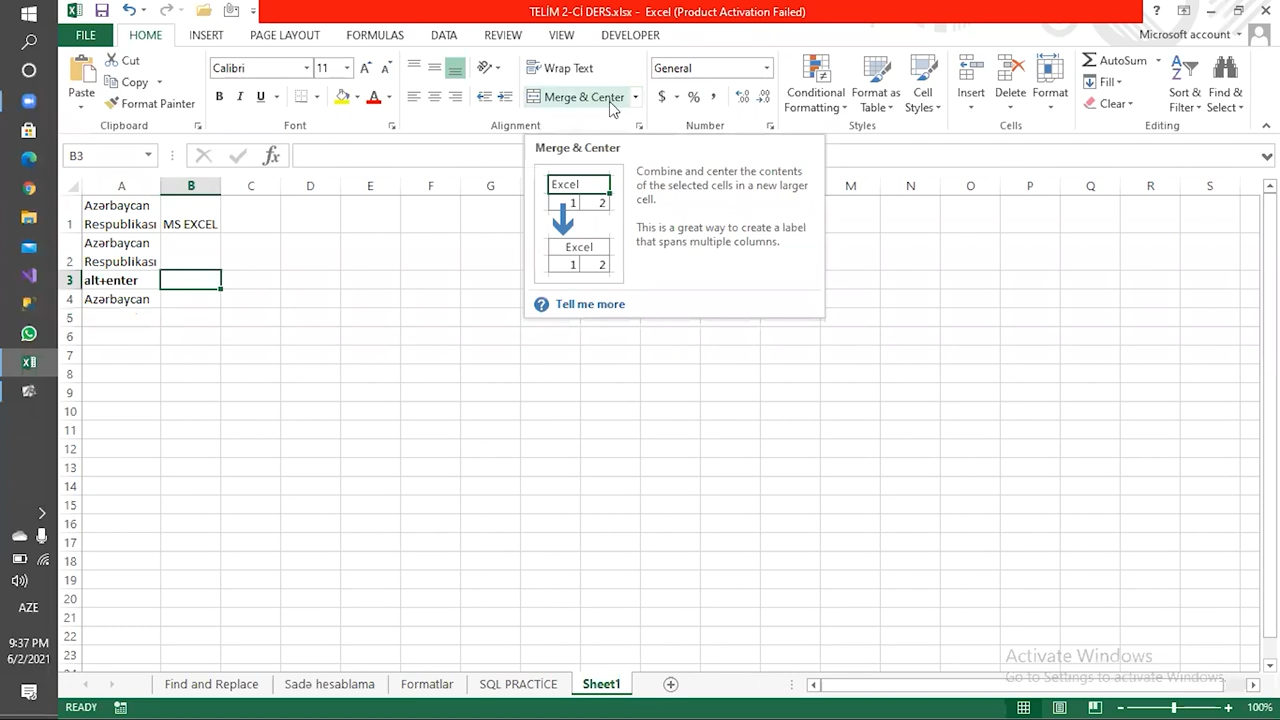 TELİM 2-Cİ DERS.xlsx - Excel (Product Activation Failed)
FILE HOME INSERT PAGE LAYOUT FORMULAS DATA REVIEW VIEW DEVELOPER Microsoft account
Paste
Cut
Copy
Format Painter
Clipboard
Calibri 11
B I U
Font
Wrap Text
Merge & Center
Alignment
General
$ % ,
Number
Conditional Formatting
Format as Table
Cell Styles
Styles
Insert Delete Format
Cells
AutoSum
Fill
Clear
Sort & Filter
Find & Select
Editing
B3
fx
Merge & Center
Excel
1 2
Excel
1 2
Combine and center the contents
of the selected cells in a new larger
cell.
This is a great way to create a label
that spans multiple columns.
Tell me more
A B C D E F G M N O P Q R S
Azərbaycan
1 Respublikası MS EXCEL
Azərbaycan
2 Respublikası
3 alt+enter
4 Azərbaycan
5
6
7
8
9
10
11
12
13
14
15
16
17
18
19
20
21
22
23
AZE
9:37 PM
6/2/2021
Activate Windows
Go to Settings to activate Windows.
Find and Replace Sadə hesablama Formatlar SQL PRACTİCE Sheet1
READY
100%